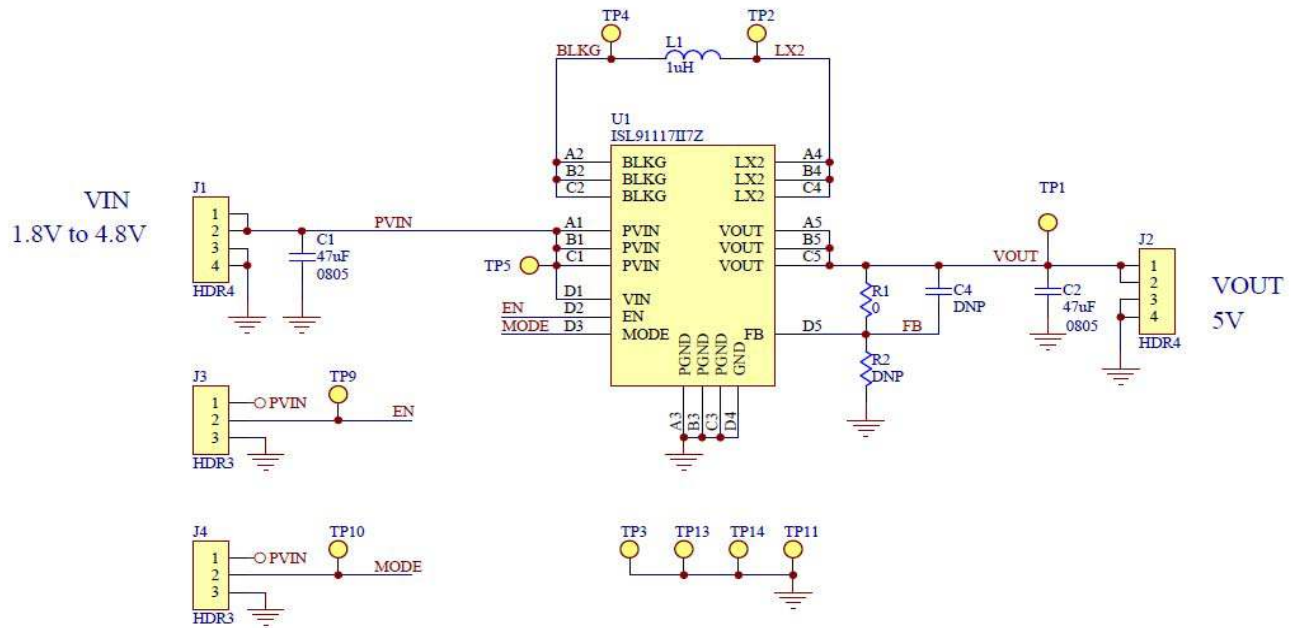 TP4
TP2
BLKG
L1
1uH
LX2
U1
ISL91117II7Z
A2
BLKG
LX2
A4
B2
BLKG
LX2
B4
C2
BLKG
LX2
C4
VIN
1.8V to 4.8V
J1
1
2
3
4
HDR4
PVIN
C1
47uF
0805
A1
PVIN
VOUT
A5
B1
PVIN
VOUT
B5
TP5
C1
PVIN
VOUT
C5
D1
VIN
EN
D2
EN
MODE
D3
MODE
FB
D5
FB
PGND
PGND
PGND
GND
A3
B3
C3
D4
R1
0
R2
DNP
C4
DNP
VOUT
TP1
C2
47uF
0805
J2
1
2
3
4
HDR4
VOUT
5V
J3
1
2
3
HDR3
PVIN
TP9
EN
J4
1
2
3
HDR3
PVIN
TP10
MODE
TP3
TP13
TP14
TP11